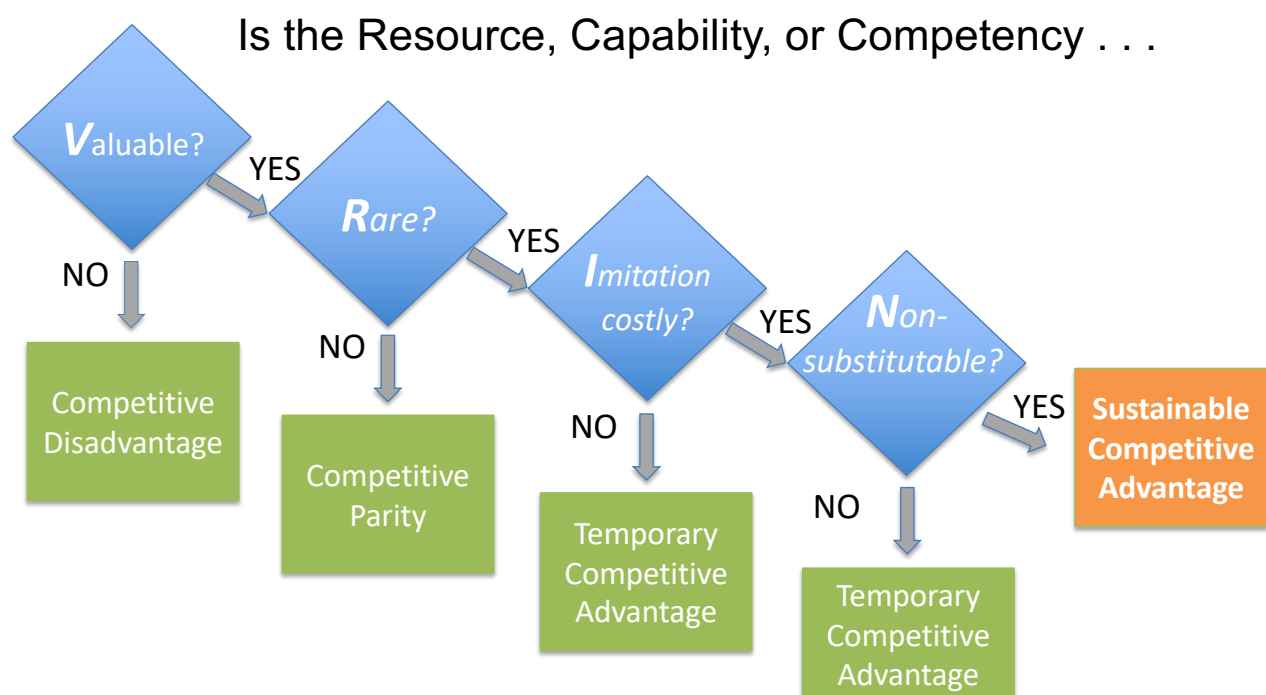 Is the Resource, Capability, or Competency . . .
Valuable?
YES
NO
Competitive
Disadvantage
Rare?
YES
NO
Competitive
Parity
Imitation
costly?
YES
NO
Temporary
Competitive
Advantage
Non-
substitutable?
YES
NO
Temporary
Competitive
Advantage
Sustainable
Competitive
Advantage